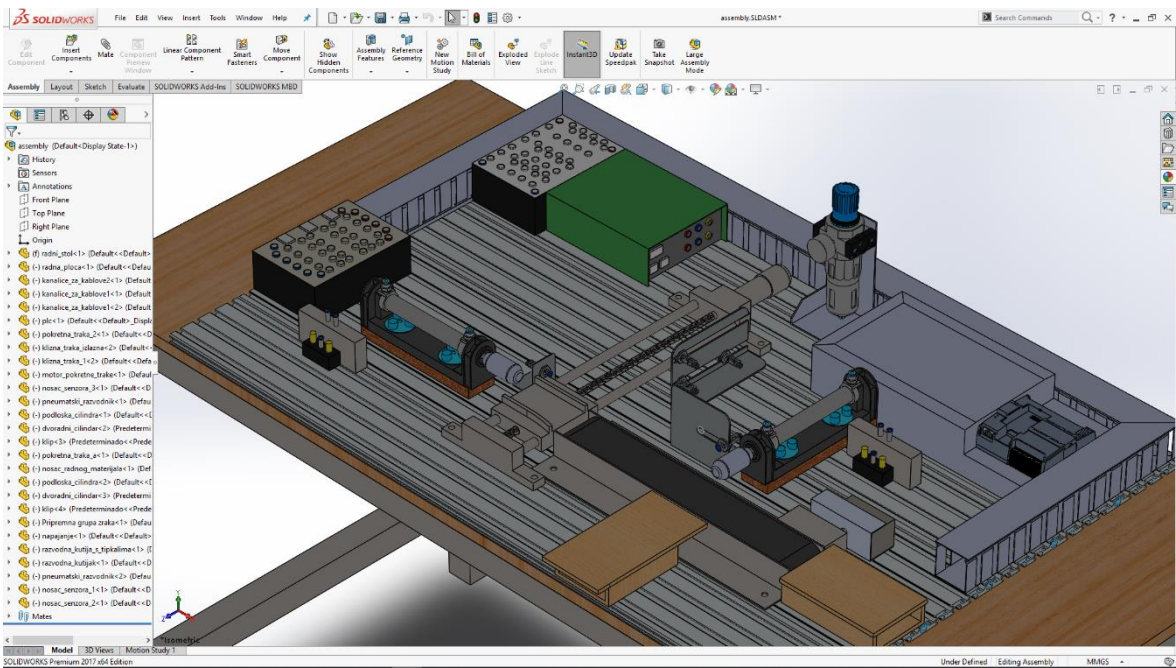 SOLIDWORKS File Edit View Insert Tools Window Help assembly.SLDASM * Search Commands
Edit Component
Insert Components
Mate
Component Preview Window
Linear Component Pattern
Smart Fasteners
Move Component
Show Hidden Components
Assembly Features
Reference Geometry
New Motion Study
Bill of Materials
Exploded View
Explode Line Sketch
Instant3D
Update Speedpak
Take Snapshot
Large Assembly Mode
Assembly Layout Sketch Evaluate SOLIDWORKS Add-Ins SOLIDWORKS MBD
assembly (Default<Display State-1>)
History
Sensors
Annotations
Front Plane
Top Plane
Right Plane
Origin
(f) radni_stol<1> (Default<<Default>
(-) radna_ploca<1> (Default<<Defau
(-) kanalice_za_kablove2<1> (Default
(-) kanalice_za_kablove1<1> (Default
(-) kanalice_za_kablove1<2> (Default
(-) plc<1> (Default<<Default>_Displa
(-) pokretna_traka_2<1> (Default<<D
(-) klizna_traka_izlazna<2> (Default<
(-) klizna_traka_1<2> (Default<<Defa
(-) motor_pokretne_trake<1> (Defaul
(-) nosac_senzora_3<1> (Default<<D
(-) pneumatski_razvodnik<1> (Defau
(-) podloska_cilindra<1> (Default<<D
(-) dvoradni_cilindar<2> (Predetermi
(-) klip<3> (Predeterminado<<Prede
(-) pokretna_traka_a<1> (Default<<D
(-) nosac_radnog_materijala<1> (Def
(-) podloska_cilindra<2> (Default<<D
(-) dvoradni_cilindar<3> (Predetermi
(-) klip<4> (Predeterminado<<Prede
(-) Pripremna grupa zraka<1> (Defau
(-) napajanje<1> (Default<<Default>
(-) razvodna_kutija_s_tipkalima<1> (D
(-) razvodna_kutijak<1> (Default<<D
(-) pneumatski_razvodnik<2> (Defau
(-) nosac_senzora_1<1> (Default<<D
(-) nosac_senzora_2<1> (Default<<D
Mates
*Isometric
Model 3D Views Motion Study 1
SOLIDWORKS Premium 2017 x64 Edition Under Defined Editing Assembly MMGS